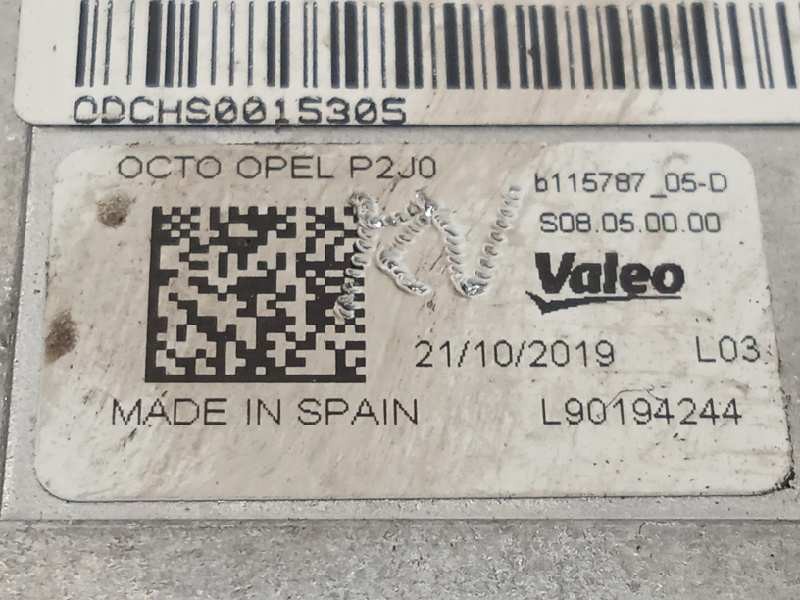 ODCHS0015305
OCTO OPEL P2J0
b115787_05-D
S08.05.00.00
Valeo
21/10/2019 L03
MADE IN SPAIN L90194244